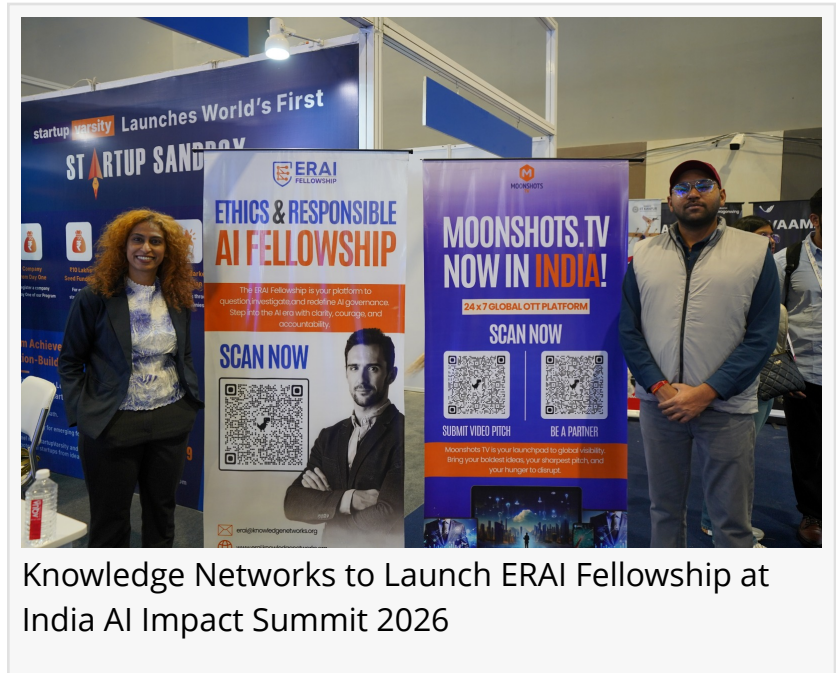 startup varsity Launches World's First
STARTUP SANDBOX
ERAI
FELLOWSHIP
ETHICS & RESPONSIBLE
AI FELLOWSHIP
The ERAI Fellowship is your platform to
question, investigate, and redefine AI governance.
Step into the AI era with clarity, courage, and
accountability.
SCAN NOW
erai@knowledgenetworks.org
MOONSHOTS
MOONSHOTS.TV
NOW IN INDIA!
24 x 7 GLOBAL OTT PLATFORM
SCAN NOW
SUBMIT VIDEO PITCH
BE A PARTNER
Moonshots TV is your launchpad to global visibility.
Bring your boldest ideas, your sharpest pitch, and
your hunger to disrupt.
VAAM
Knowledge Networks to Launch ERAI Fellowship at
India AI Impact Summit 2026